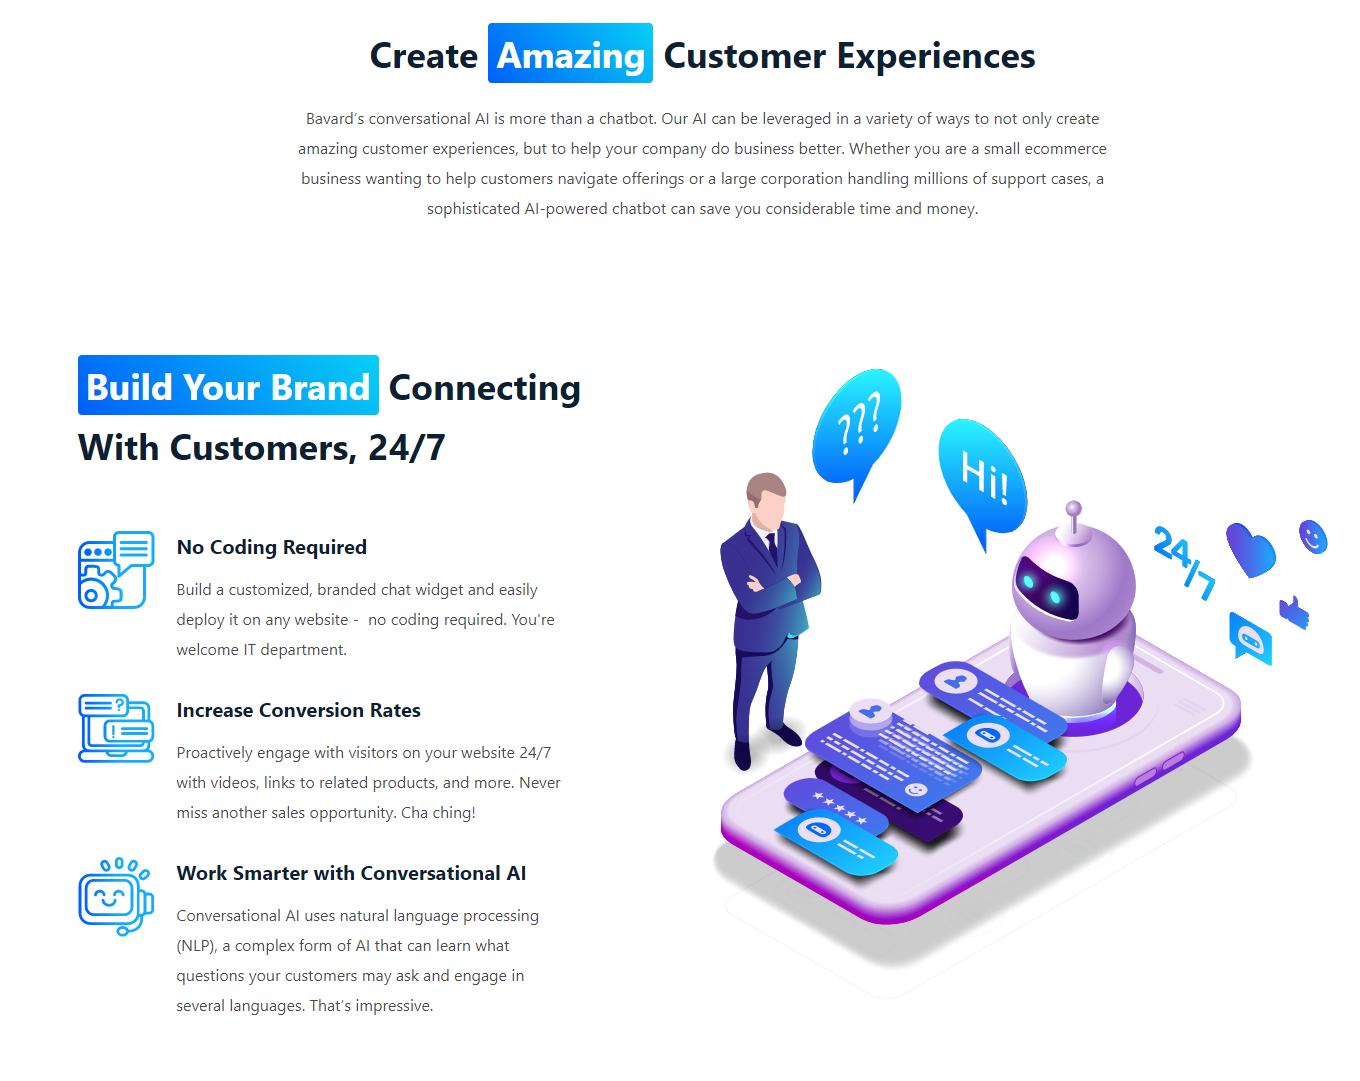 Create Amazing Customer Experiences
Bavard's conversational AI is more than a chatbot. Our AI can be leveraged in a variety of ways to not only create
amazing customer experiences, but to help your company do business better. Whether you are a small ecommerce
business wanting to help customers navigate offerings or a large corporation handling millions of support cases, a
sophisticated AI-powered chatbot can save you considerable time and money.
Build Your Brand Connecting
With Customers, 24/7
No Coding Required
Build a customized, branded chat widget and easily
deploy it on any website -  no coding required. You're
welcome IT department.
Increase Conversion Rates
Proactively engage with visitors on your website 24/7
with videos, links to related products, and more. Never
miss another sales opportunity. Cha ching!
Work Smarter with Conversational AI
Conversational AI uses natural language processing
(NLP), a complex form of AI that can learn what
questions your customers may ask and engage in
several languages. That's impressive.
???
Hi!
24/7